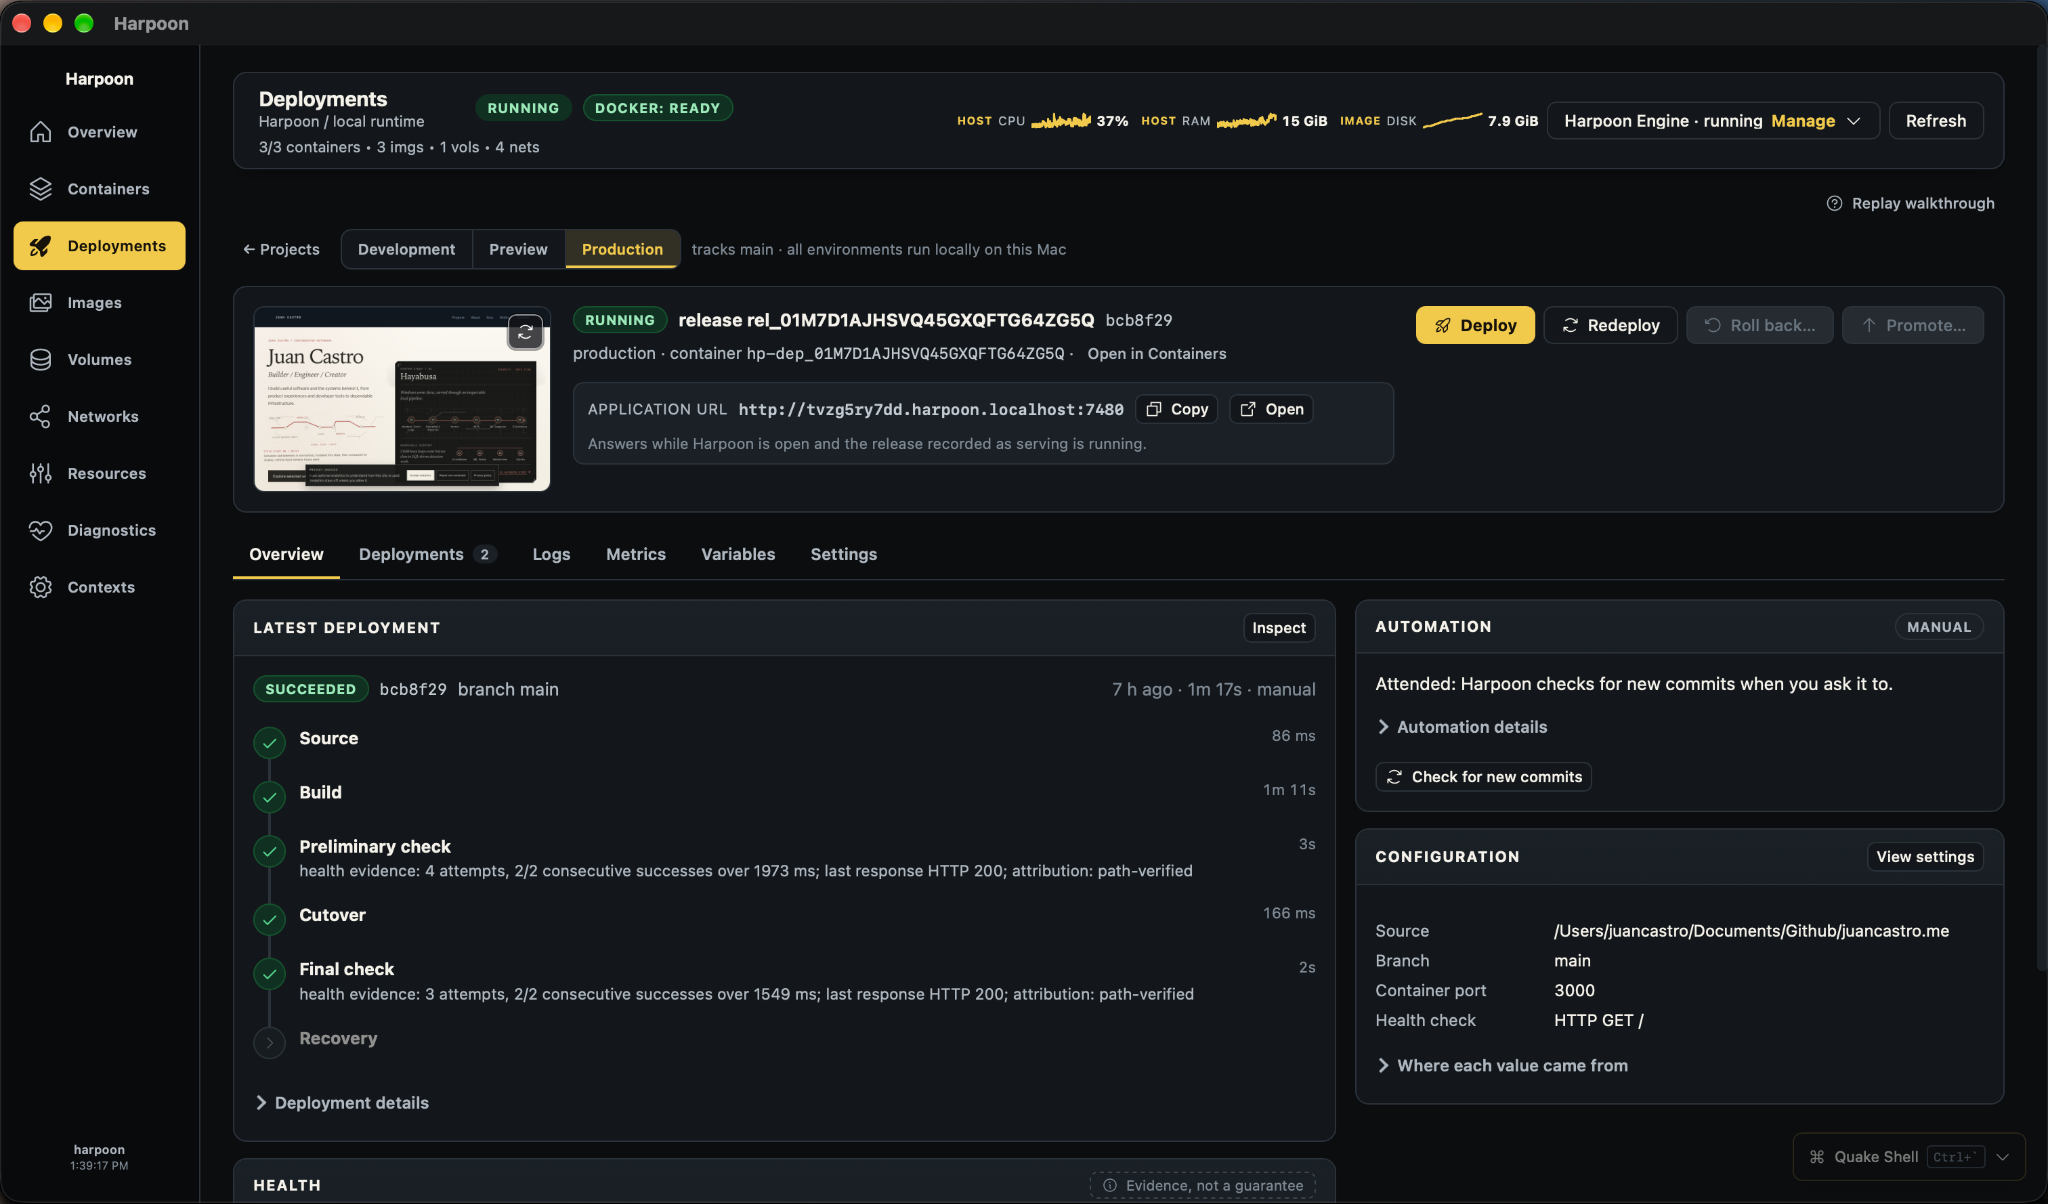 Harpoon
Harpoon
Overview
Containers
Deployments
Images
Volumes
Networks
Resources
Diagnostics
Contexts
harpoon
1:39:17 PM
Deployments
RUNNING
DOCKER: READY
Harpoon / local runtime
3/3 containers • 3 imgs • 1 vols • 4 nets
HOST CPU 37% HOST RAM 15 GiB IMAGE DISK 7.9 GiB
Harpoon Engine · running Manage
Refresh
Replay walkthrough
← Projects
Development
Preview
Production
tracks main · all environments run locally on this Mac
Juan Castro
Builder / Engineer / Creator
Hayabusa
RUNNING release rel_01M7D1AJHSVQ45GXQFTG64ZG5Q bcb8f29
production · container hp-dep_01M7D1AJHSVQ45GXQFTG64ZG5Q · Open in Containers
APPLICATION URL http://tvzg5ry7dd.harpoon.localhost:7480 Copy Open
Answers while Harpoon is open and the release recorded as serving is running.
Deploy
Redeploy
Roll back...
Promote...
Overview
Deployments 2
Logs
Metrics
Variables
Settings
LATEST DEPLOYMENT
Inspect
SUCCEEDED bcb8f29 branch main
7 h ago · 1m 17s · manual
Source
86 ms
Build
1m 11s
Preliminary check
3s
health evidence: 4 attempts, 2/2 consecutive successes over 1973 ms; last response HTTP 200; attribution: path-verified
Cutover
166 ms
Final check
2s
health evidence: 3 attempts, 2/2 consecutive successes over 1549 ms; last response HTTP 200; attribution: path-verified
Recovery
Deployment details
HEALTH
Evidence, not a guarantee
AUTOMATION
MANUAL
Attended: Harpoon checks for new commits when you ask it to.
Automation details
Check for new commits
CONFIGURATION
View settings
Source /Users/juancastro/Documents/Github/juancastro.me
Branch main
Container port 3000
Health check HTTP GET /
Where each value came from
⌘ Quake Shell Ctrl+`